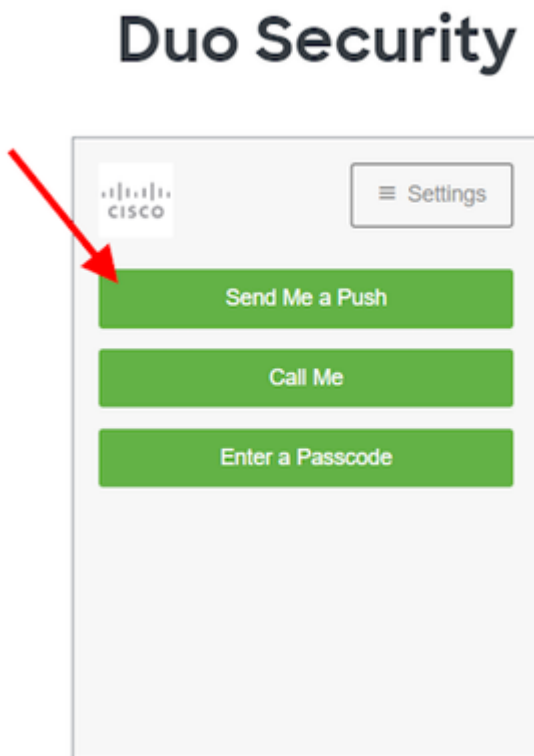 Duo Security
CISCO
Settings
Send Me a Push
Call Me
Enter a Passcode